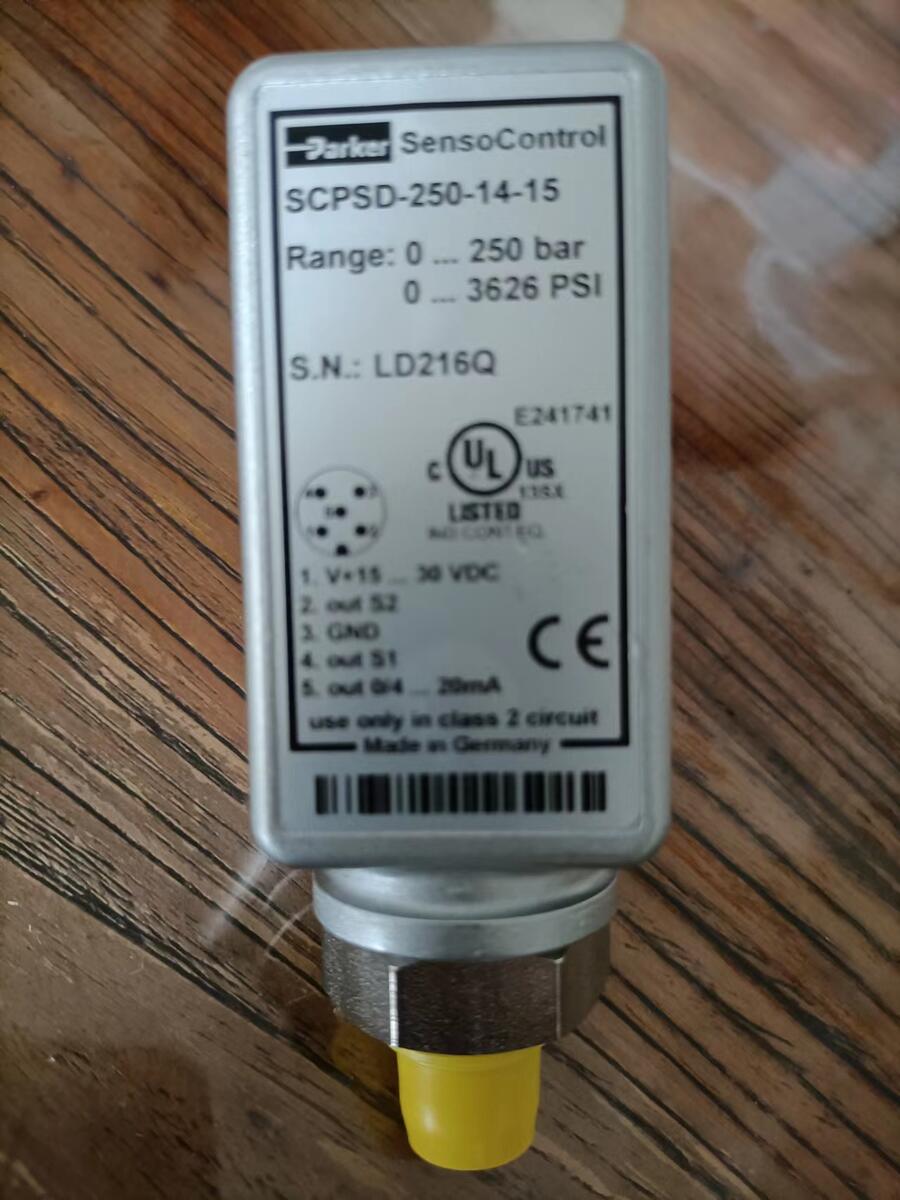 Parker SensoControl
SCPSD-250-14-15
Range: 0 ... 250 bar
0 ... 3626 PSI
S.N.: LD216Q
E241741
C UL US
LISTED
1. V+15 ... 30 VDC
2. out S2
3. GND
4. out S1
5. out 0/4 ... 20mA
CE
use only in class 2 circuit
Made in Germany